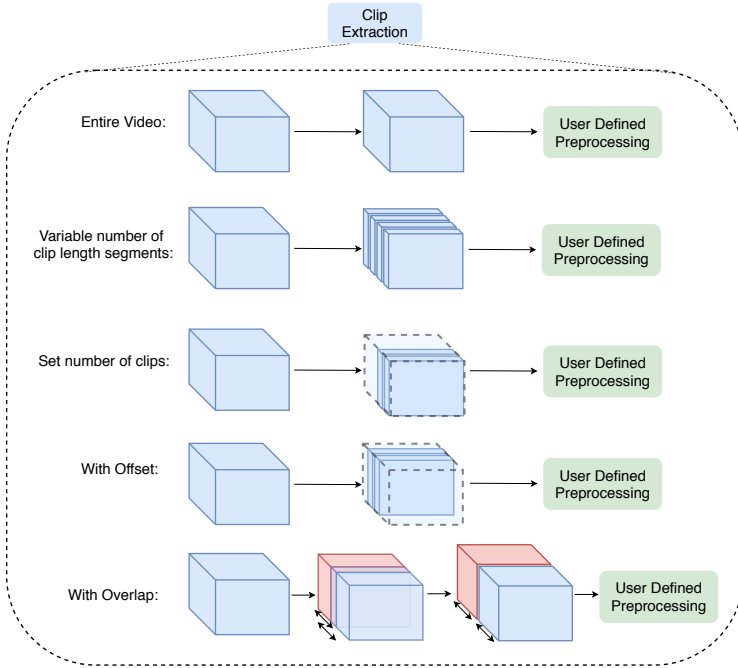 Clip
Extraction
Entire Video:
User Defined
Preprocessing
Variable number of
clip length segments:
User Defined
Preprocessing
Set number of clips:
User Defined
Preprocessing
With Offset:
User Defined
Preprocessing
With Overlap:
User Defined
Preprocessing